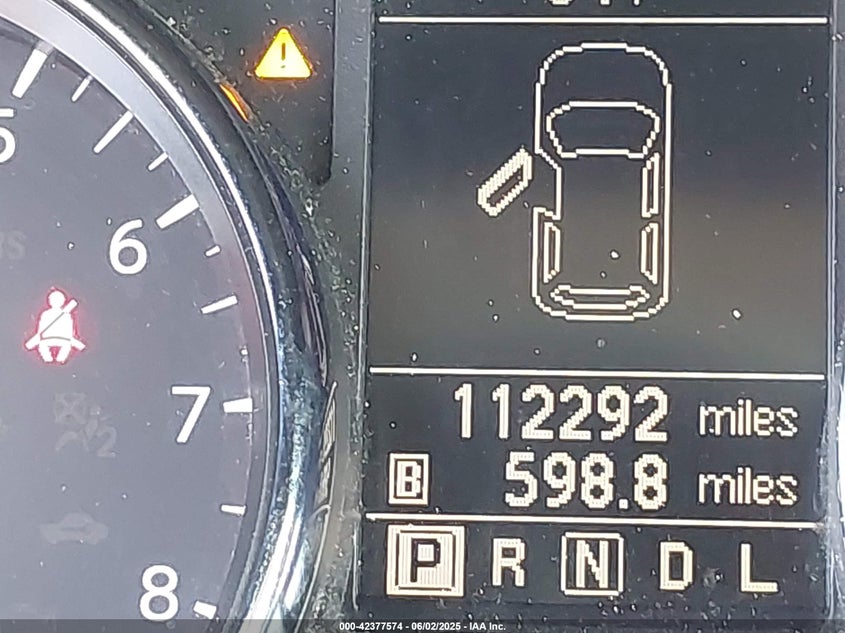 5
6
7
8
112292 miles
B 598.8 miles
P R N D L
000-42377574 - 06/02/2025 - IAA Inc.